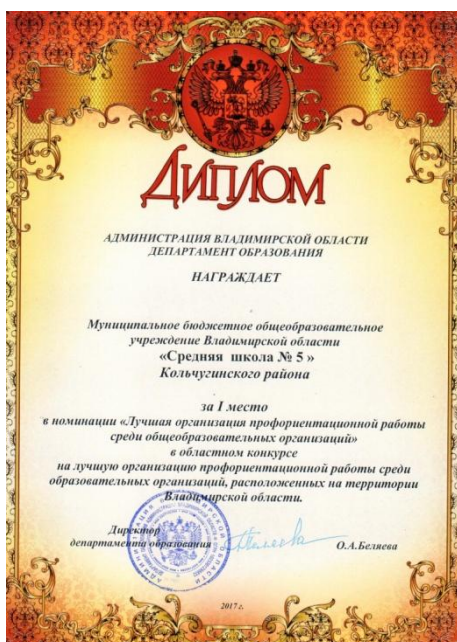 ДИПЛОМ
АДМИНИСТРАЦИЯ ВЛАДИМИРСКОЙ ОБЛАСТИ
ДЕПАРТАМЕНТ ОБРАЗОВАНИЯ
НАГРАЖДАЕТ
Муниципальное бюджетное общеобразовательное
учреждение Владимирской области
«Средняя школа № 5 »
Кольчугинского района
за I место
в номинации «Лучшая организация профориентационной работы
среди общеобразовательных организаций»
в областном конкурсе
на лучшую организацию профориентационной работы среди
образовательных организаций, расположенных на территории
Владимирской области.
Директор
департамента образования
О.А.Беляева
2017 г.